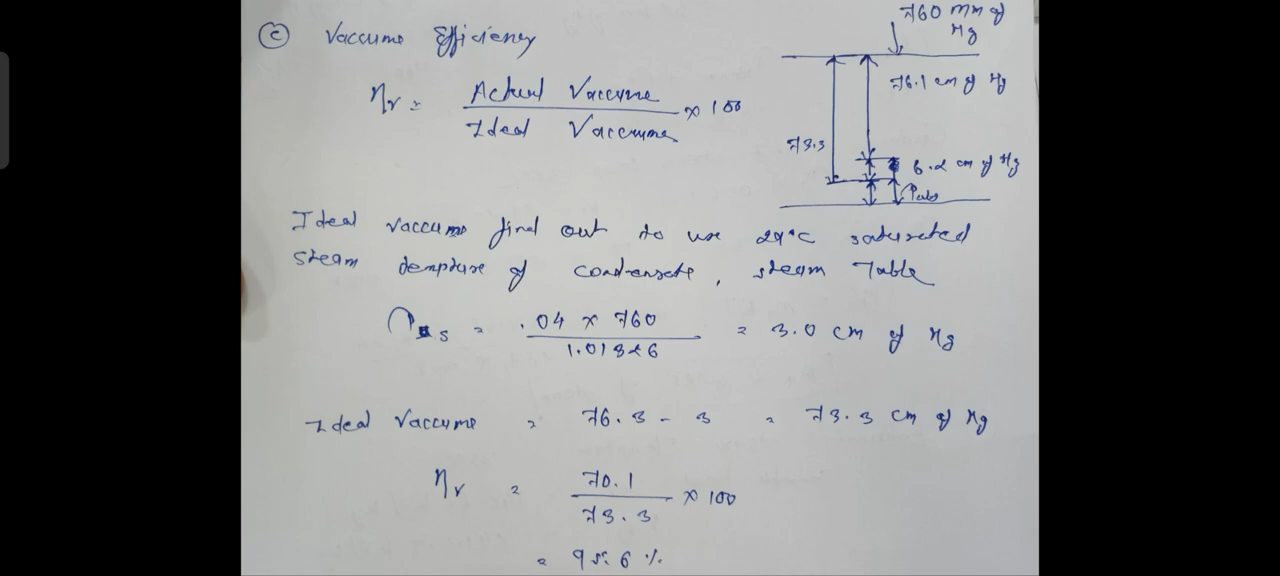 (c) Vaccume Efficiency
ηv = Actual Vaccume / Ideal Vaccume × 100
760 mm of
Hg
76.1 cm of Hg
73.3
6.2 cm of Hg
Pabs
Ideal vaccume find out to use 24°C saturated
steam tempture of condensate, steam Table
Ps = .04 × 760 / 1.01326 = 3.0 cm of Hg
Ideal Vaccume = 76.3 - 3 = 73.3 cm of Hg
ηv = 70.1 / 73.3 × 100
= 95.6 %